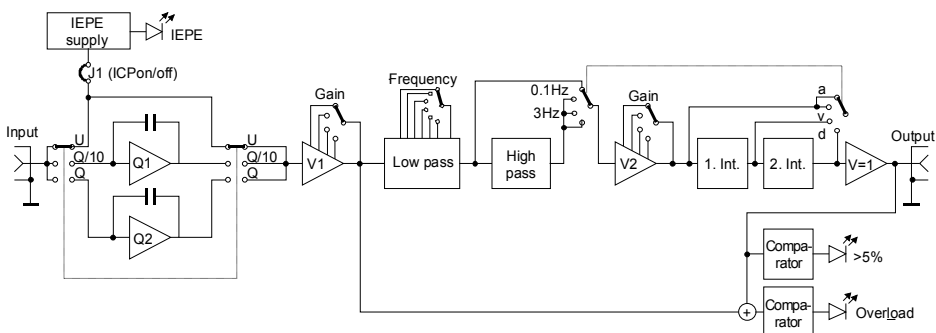 IEPE
supply
IEPE
J1 (ICPon/off)
Input
U
Q/10
Q
Q1
Q2
U
Q/10
Q
Gain
V1
Frequency
Low pass
High
pass
0.1Hz
3Hz
Gain
V2
1. Int.
2. Int.
a
v
d
V=1
Output
Compa-
rator
>5%
+
Compa-
rator
Overload